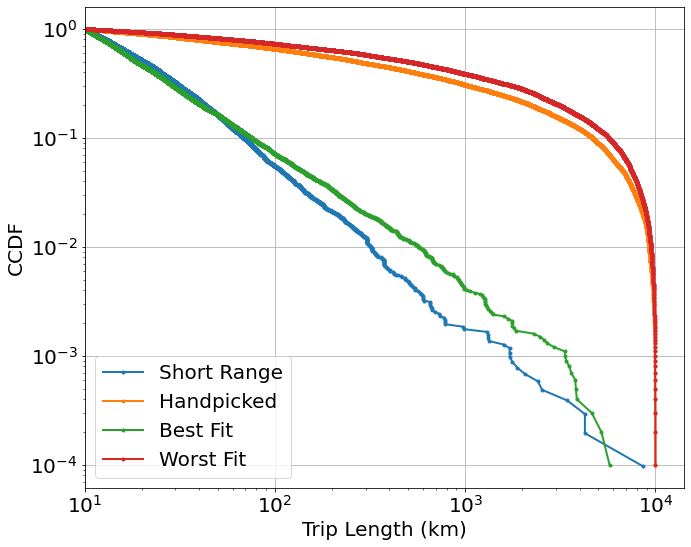 10⁰
10⁻¹
10⁻²
10⁻³
10⁻⁴
CCDF
Short Range
Handpicked
Best Fit
Worst Fit
10¹ 10² 10³ 10⁴
Trip Length (km)